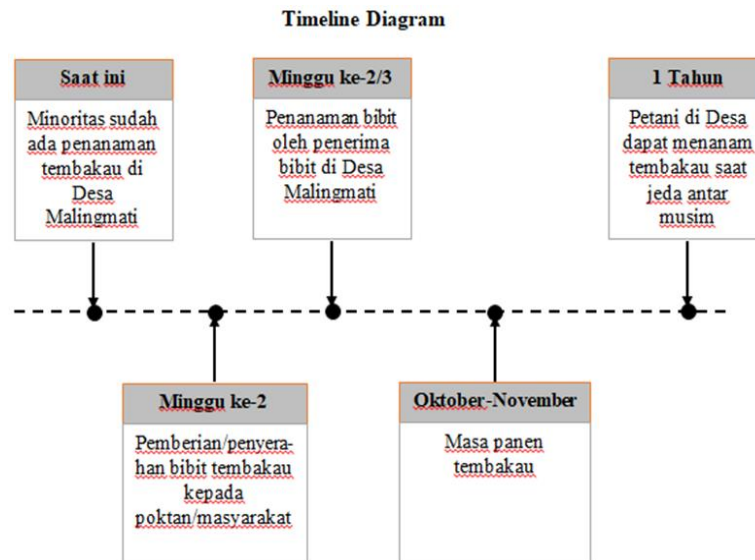 Timeline Diagram
Saat ini
Minoritas sudah
ada penanaman
tembakau di
Desa
Malingmati
Minggu ke-2/3
Penanaman bibit
oleh penerima
bibit di Desa
Malingmati
1 Tahun
Petani di Desa
dapat menanam
tembakau saat
jeda antar
musim
Minggu ke-2
Pemberian/penyera-
han bibit tembakau
kepada
poktan/masyarakat
Oktober-November
Masa panen
tembakau